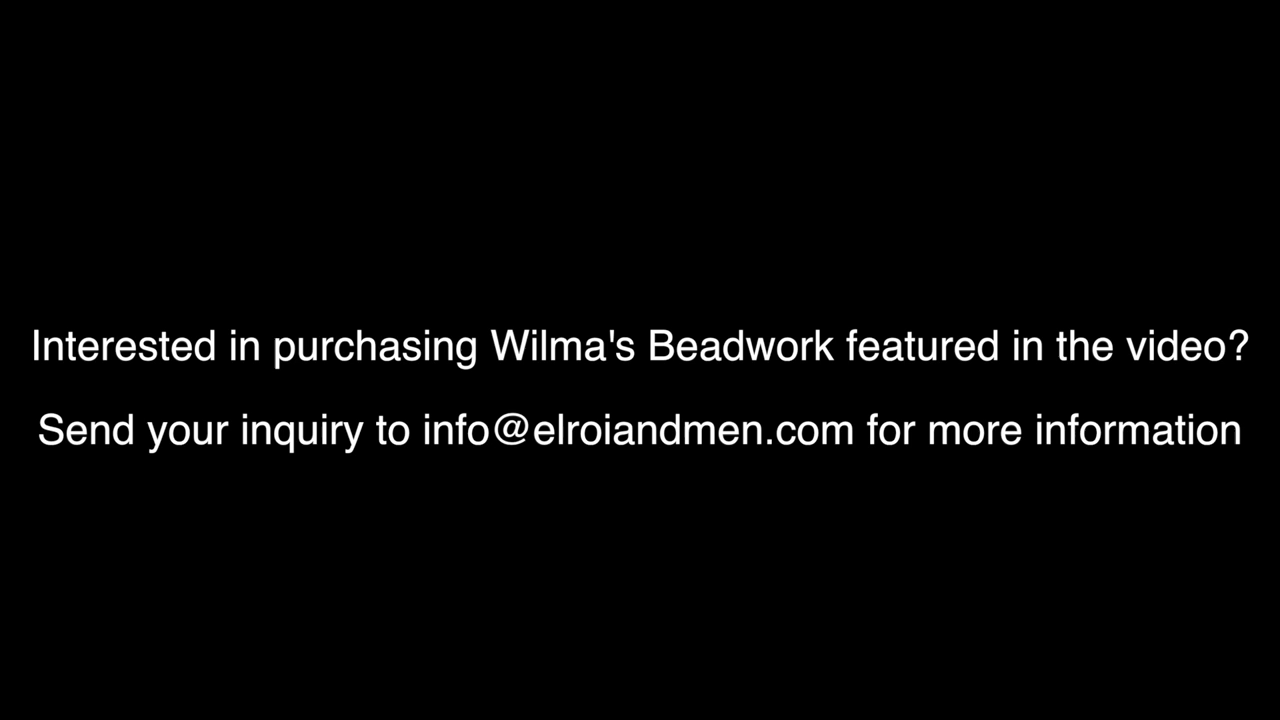 Interested in purchasing Wilma's Beadwork featured in the video?
Send your inquiry to info@elroiandmen.com for more information